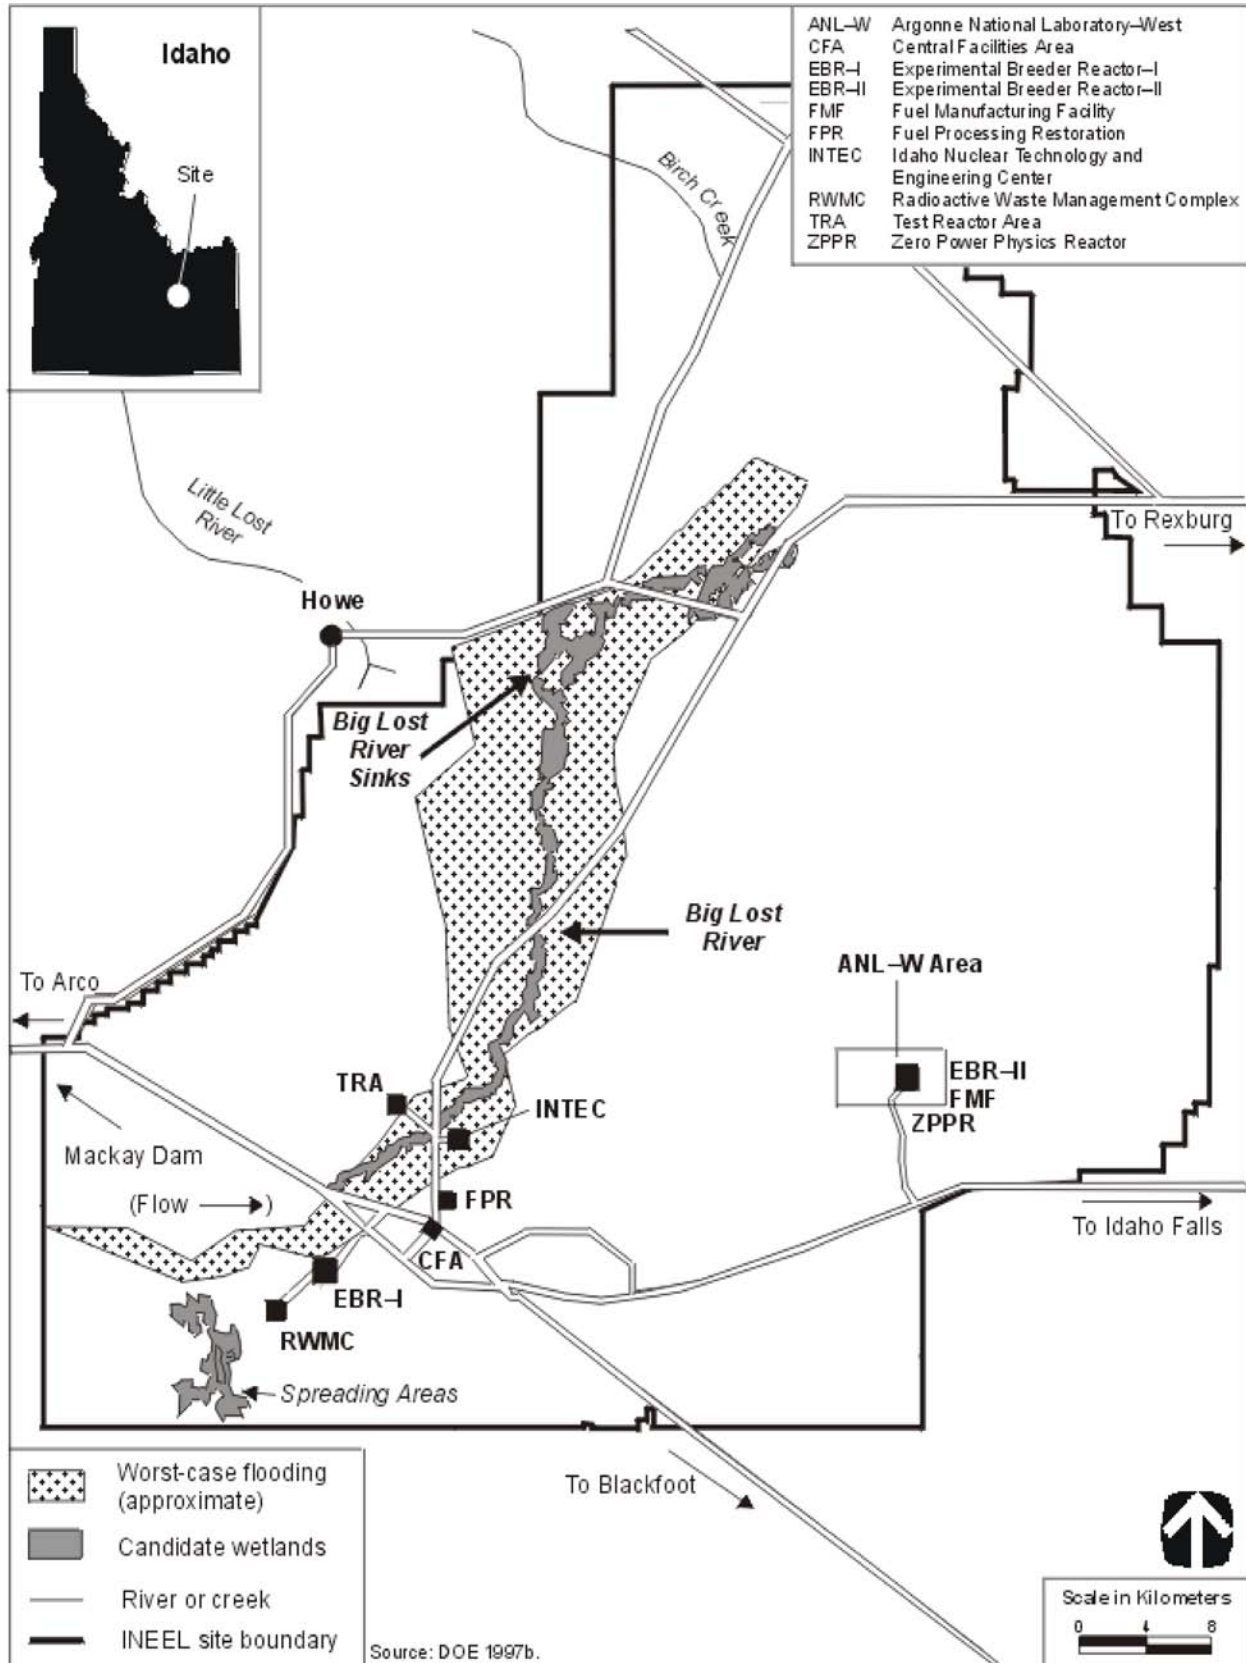 Idaho
Site
ANL–W Argonne National Laboratory–West
CFA Central Facilities Area
EBR–I Experimental Breeder Reactor–I
EBR–II Experimental Breeder Reactor–II
FMF Fuel Manufacturing Facility
FPR Fuel Processing Restoration
INTEC Idaho Nuclear Technology and
Engineering Center
RWMC Radioactive Waste Management Complex
TRA Test Reactor Area
ZPPR Zero Power Physics Reactor
Birch Creek
Little Lost
River
To Rexburg
Howe
Big Lost
River
Sinks
Big Lost
River
ANL–W Area
To Arco
EBR–II
FMF
ZPPR
TRA
INTEC
Mackay Dam
(Flow )
FPR
To Idaho Falls
CFA
EBR–I
RWMC
Spreading Areas
To Blackfoot
Worst-case flooding
(approximate)
Candidate wetlands
River or creek
INEEL site boundary
Source: DOE 1997b.
Scale in Kilometers
0 4 8